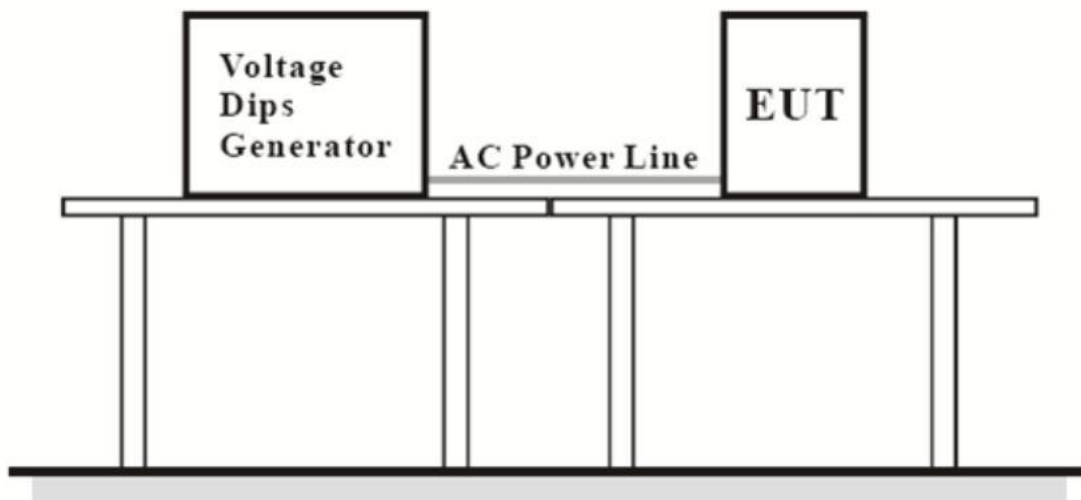 Voltage
Dips
Generator
AC Power Line
EUT